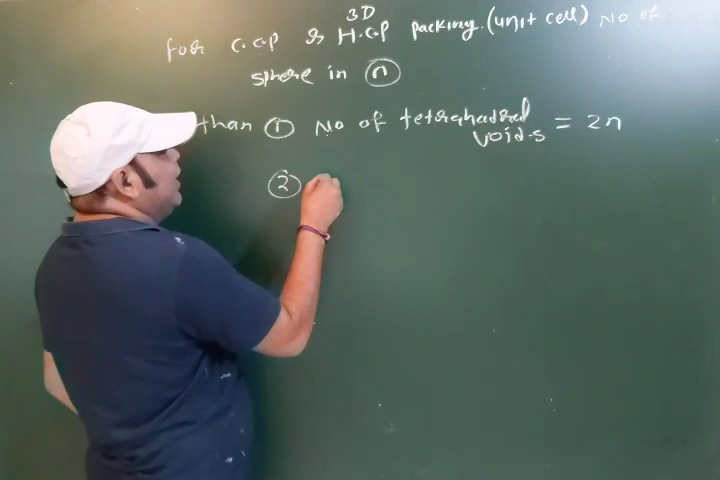 3D
for C.C.P & H.C.P packing. (unit cell) No of
sphere in n
than ① No of tetrahedral
voids = 2n
②